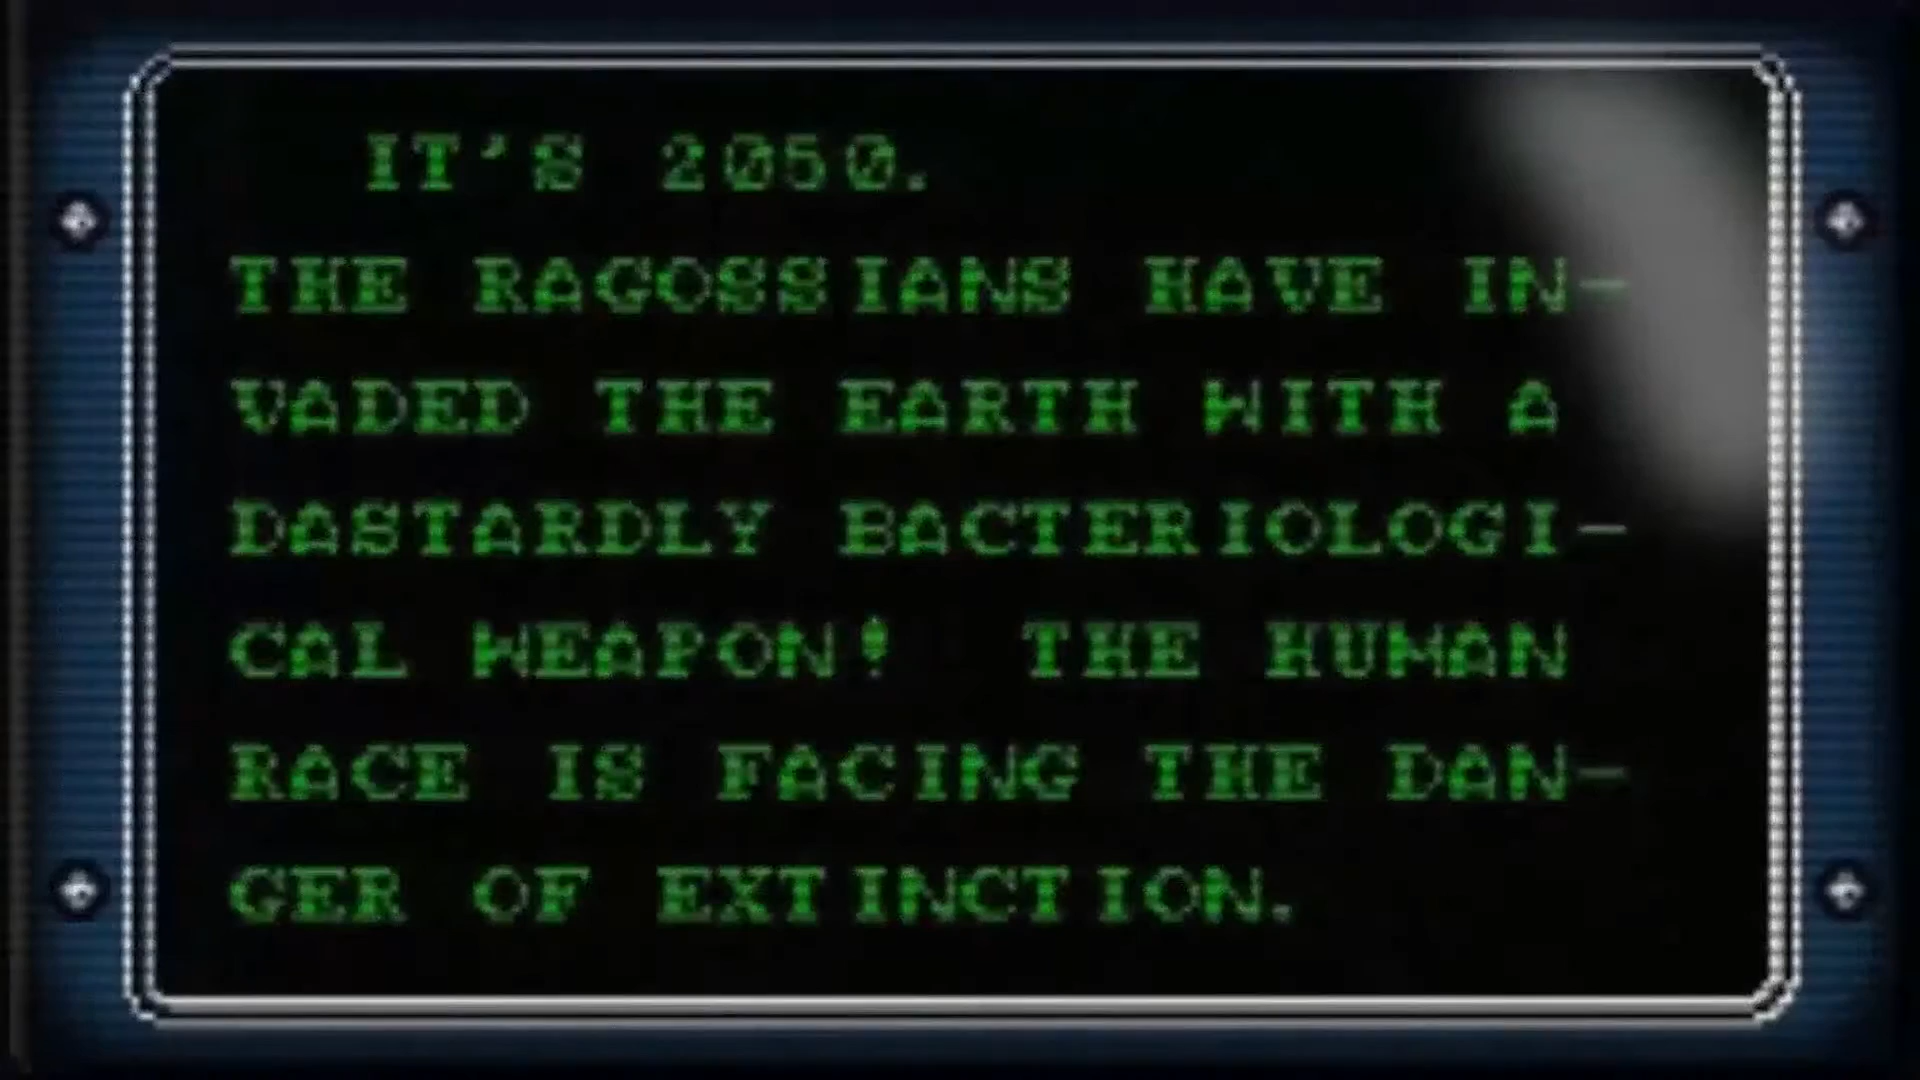 IT'S 2050.
THE RAGOSSIANS HAVE IN-
VADED THE EARTH WITH A
DASTARDLY BACTERIOLOGI-
CAL WEAPON! THE HUMAN
RACE IS FACING THE DAN-
GER OF EXTINCTION.